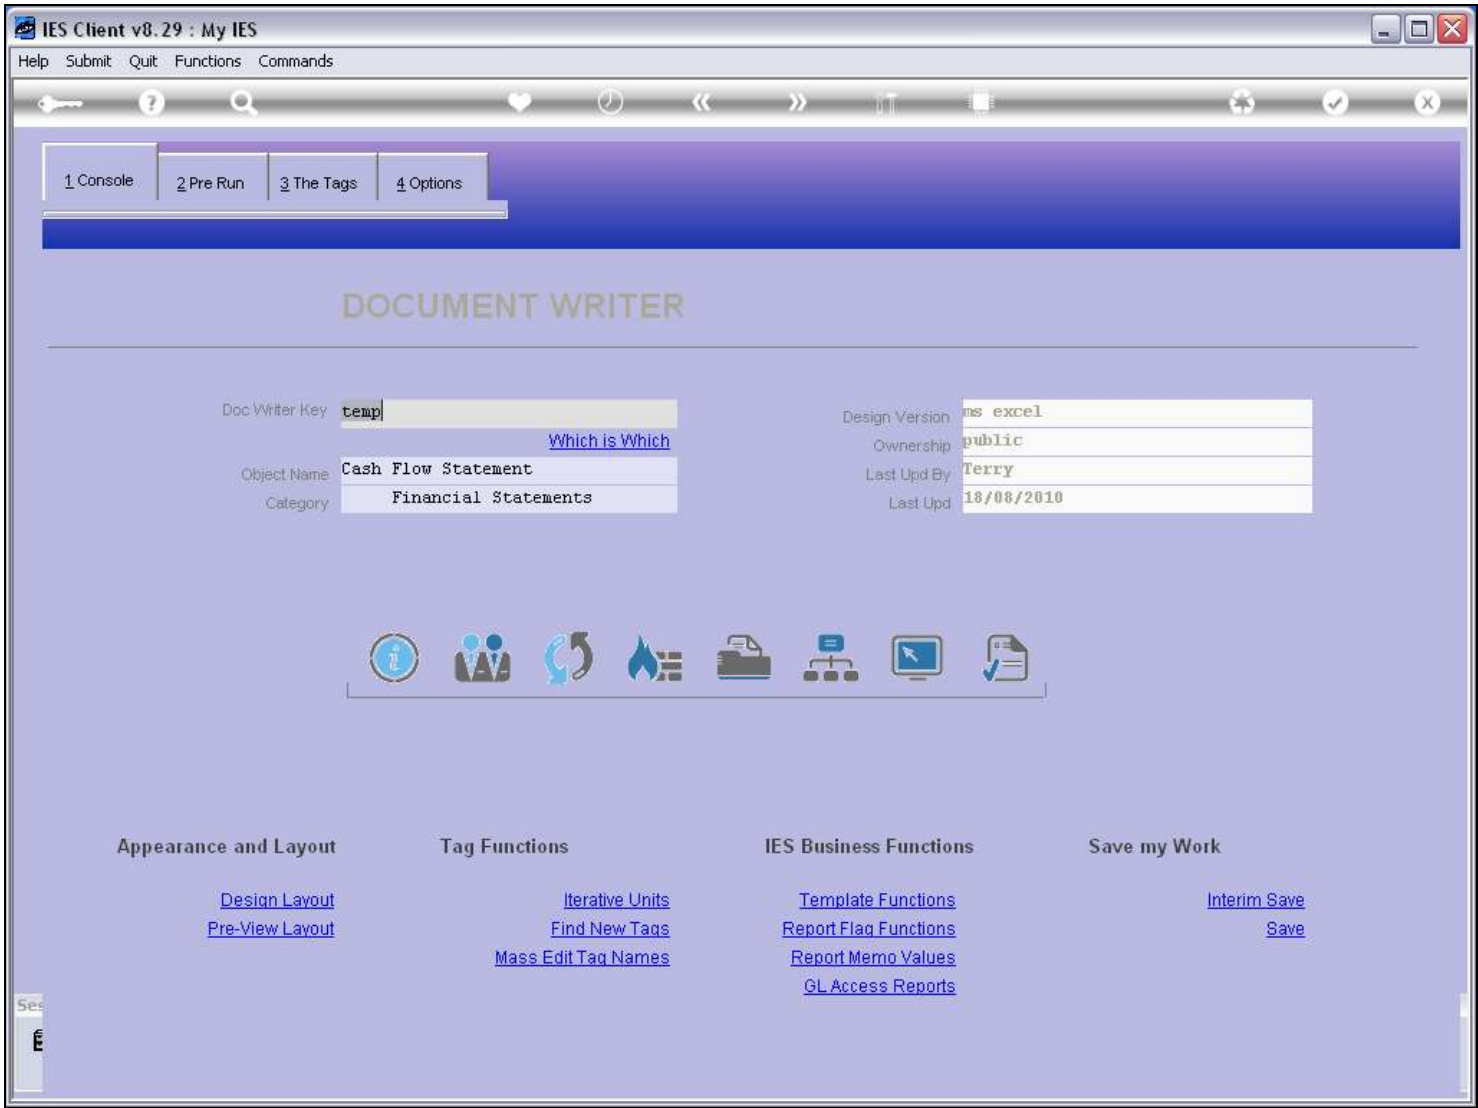 IES Client v8.29 : My IES
Help Submit Quit Functions Commands
1 Console
2 Pre Run
3 The Tags
4 Options
DOCUMENT WRITER
Doc Writer Key temp
Which is Which
Object Name Cash Flow Statement
Category Financial Statements
Design Version ms excel
Ownership public
Last Upd By Terry
Last Upd 18/08/2010
Appearance and Layout
Design Layout
Pre-View Layout
Tag Functions
Iterative Units
Find New Tags
Mass Edit Tag Names
IES Business Functions
Template Functions
Report Flag Functions
Report Memo Values
GL Access Reports
Save my Work
Interim Save
Save
Ses